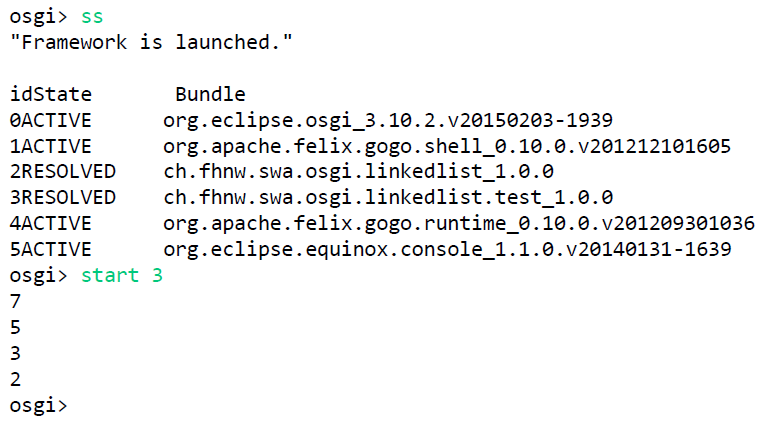 osgi> ss
"Framework is launched."
idState Bundle
0ACTIVE org.eclipse.osgi_3.10.2.v20150203-1939
1ACTIVE org.apache.felix.gogo.shell_0.10.0.v201212101605
2RESOLVED ch.fhnw.swa.osgi.linkedlist_1.0.0
3RESOLVED ch.fhnw.swa.osgi.linkedlist.test_1.0.0
4ACTIVE org.apache.felix.gogo.runtime_0.10.0.v201209301036
5ACTIVE org.eclipse.equinox.console_1.1.0.v20140131-1639
osgi> start 3
7
5
3
2
osgi>